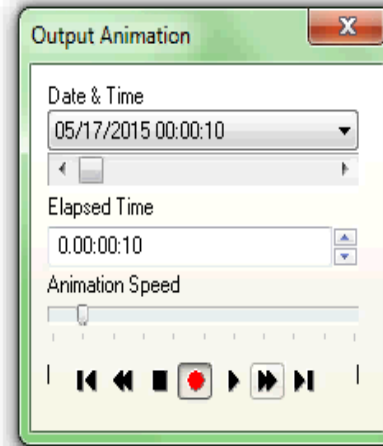 Output Animation
Date & Time
05/17/2015 00:00:10
Elapsed Time
0.00:00:10
Animation Speed